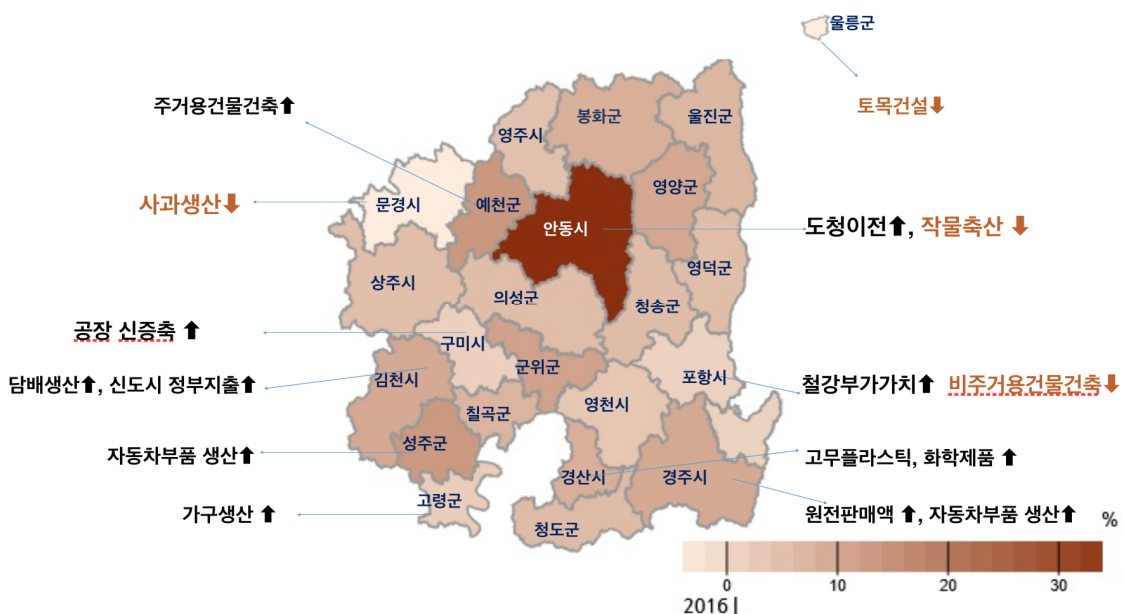 울릉군
토목건설⬇
주거용건물건축⬆
봉화군
울진군
영주시
사과생산⬇
문경시
예천군
영양군
안동시
도청이전⬆, 작물축산 ⬇
영덕군
상주시
의성군
청송군
공장 신증축 ⬆
구미시
군위군
포항시
담배생산⬆, 신도시 정부지출⬆
김천시
철강부가가치⬆ 비주거용건물건축⬇
칠곡군
영천시
자동차부품 생산⬆
성주군
고무플라스틱, 화학제품 ⬆
경산시
경주시
가구생산 ⬆
고령군
청도군
원전판매액 ⬆, 자동차부품 생산⬆
%
0 10 20 30
2016